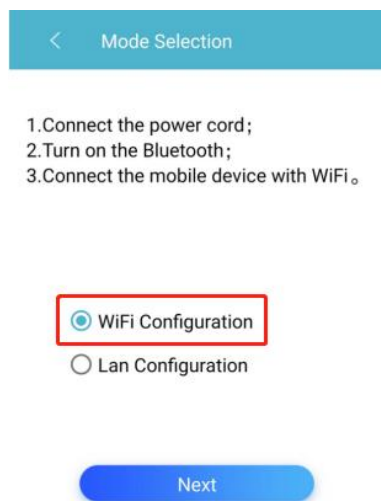 Mode Selection
1.Connect the power cord；
2.Turn on the Bluetooth；
3.Connect the mobile device with WiFi。
WiFi Configuration
Lan Configuration
Next